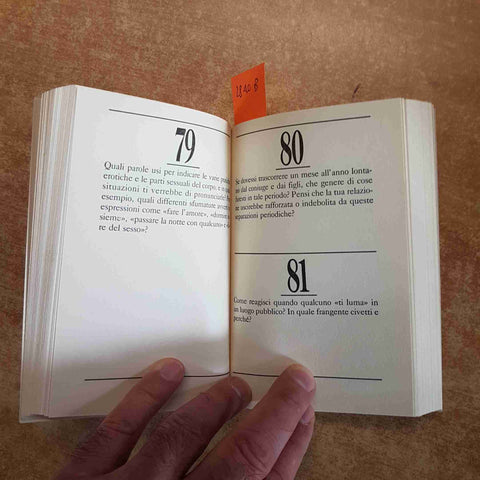 1840 B
79
Quali parole usi per indicare le varie
erotiche e le parti sessuali del corpo, e in
situazioni ti verrebbe di pronunciarle?
esempio, quali differenti sfumature
espressioni come «fare l'amore»,
sieme», «passare la notte con qualcuno» e
re del sesso»?
80
Se dovessi trascorrere un mese all'anno lonta-
no dal coniuge e dai figli, che genere di cose
faresti in tale periodo? Pensi che la tua relazio-
ne uscirebbe rafforzata o indebolita da queste
separazioni periodiche?
81
Come reagisci quando qualcuno «ti luma» in
un luogo pubblico? In quale frangente civetti e
perché?